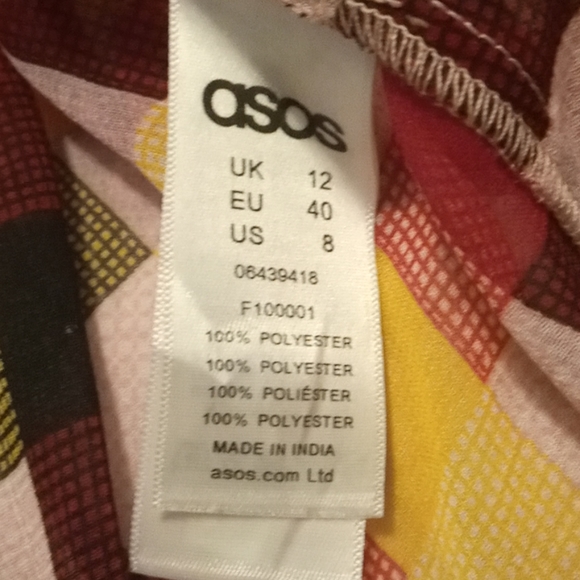 asos
UK 12
EU 40
US 8
06439418
F100001
100% POLYESTER
100% POLYESTER
100% POLIÉSTER
100% POLYESTER
MADE IN INDIA
asos.com Ltd